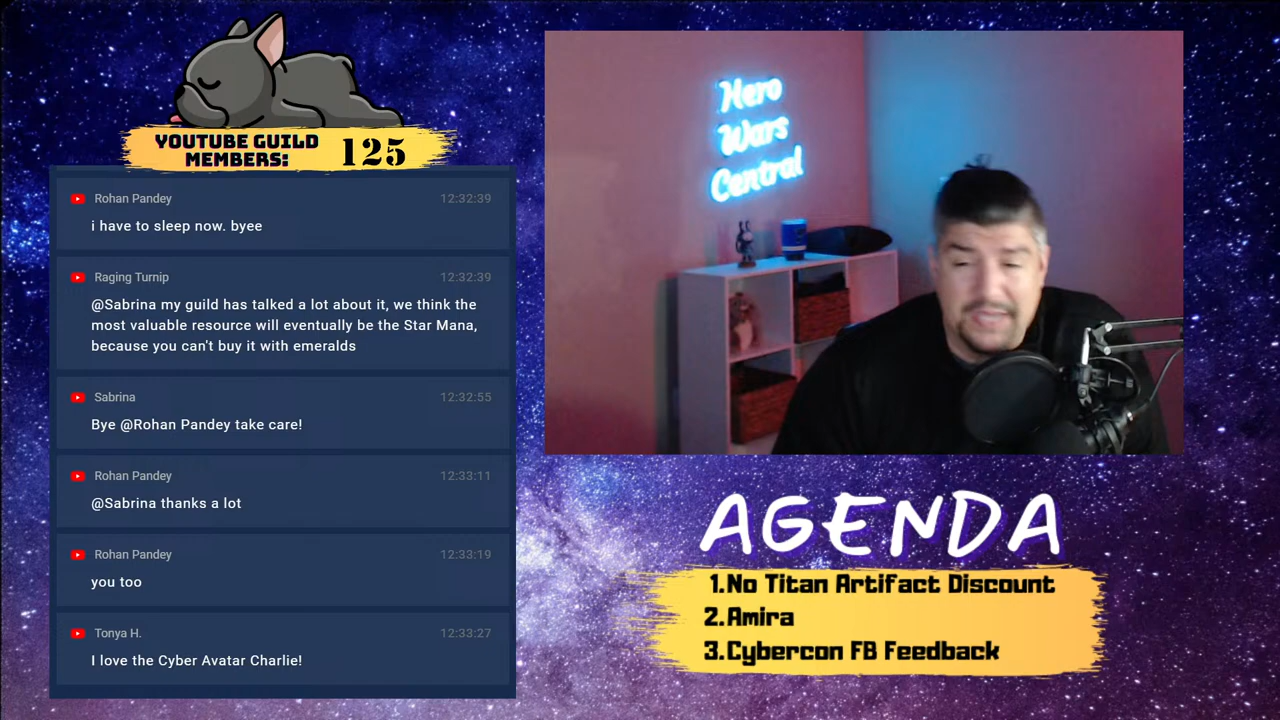 YOUTUBE GUILD
MEMBERS:
125
Rohan Pandey 12:32:39
i have to sleep now. byee
Raging Turnip 12:32:39
@Sabrina my guild has talked a lot about it, we think the
most valuable resource will eventually be the Star Mana,
because you can't buy it with emeralds
Sabrina 12:32:55
Bye @Rohan Pandey take care!
Rohan Pandey 12:33:11
@Sabrina thanks a lot
Rohan Pandey 12:33:19
you too
Tonya H. 12:33:27
I love the Cyber Avatar Charlie!
Hero
Wars
Central
AGENDA
1.No Titan Artifact Discount
2.Amira
3.Cybercon FB Feedback